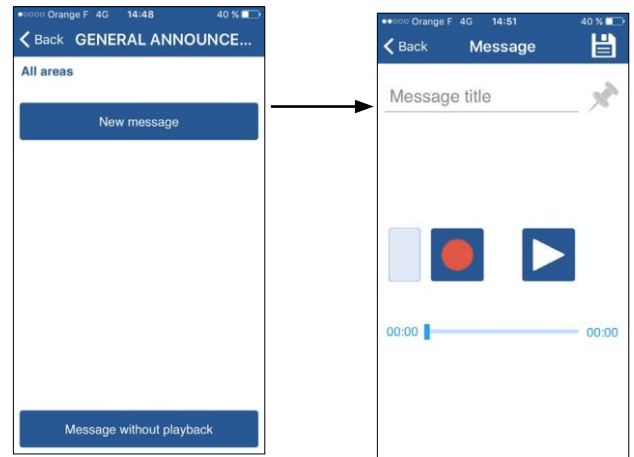 Orange F 4G 14:48 40 %
Back GENERAL ANNOUNCE...
All areas
New message
Message without playback
Orange F 4G 14:51 40 %
Back Message
Message title
00:00 00:00